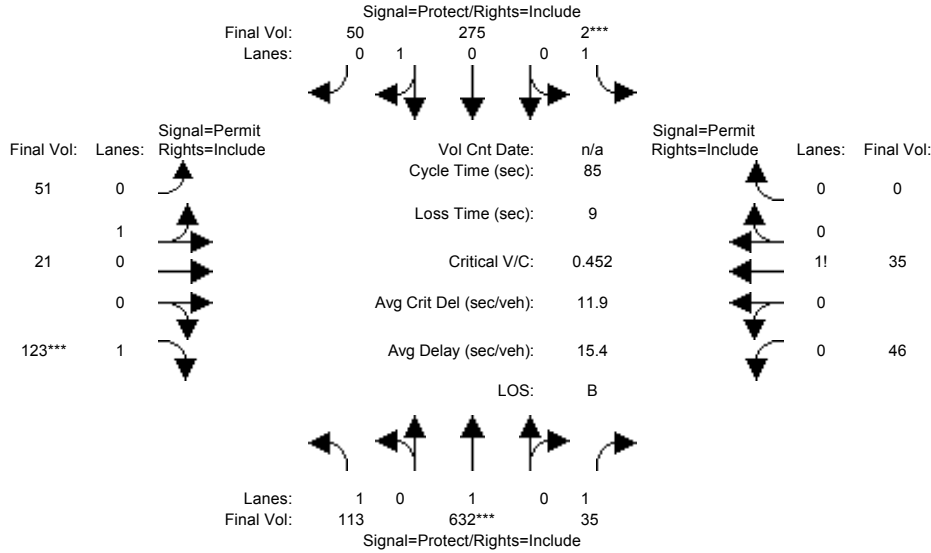 Signal=Protect/Rights=Include
Final Vol: 50 275 2***
Lanes: 0 1 0 0 1
Signal=Permit Signal=Permit
Final Vol: Lanes: Rights=Include Vol Cnt Date: n/a Rights=Include Lanes: Final Vol:
Cycle Time (sec): 85
51 0 0 0
Loss Time (sec): 9
1 0
21 0 Critical V/C: 0.452 1! 35
0 Avg Crit Del (sec/veh): 11.9 0
123*** 1 Avg Delay (sec/veh): 15.4 0 46
LOS: B
Lanes: 1 0 1 0 1
Final Vol: 113 632*** 35
Signal=Protect/Rights=Include